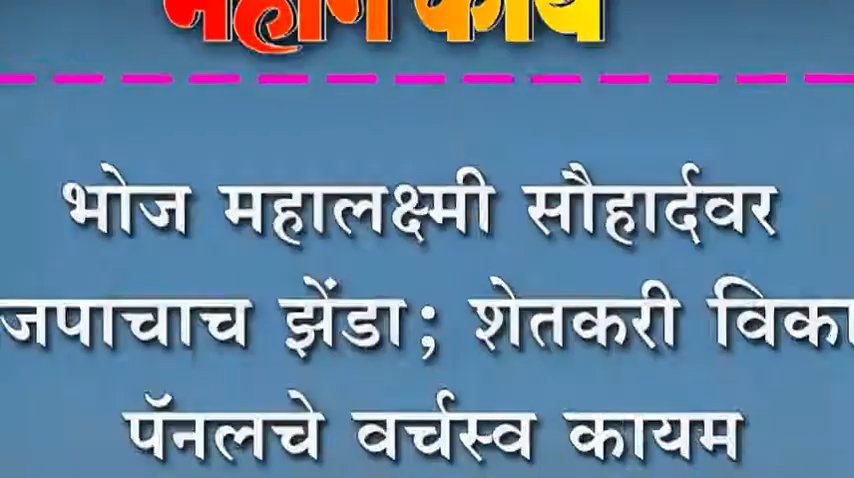 भोज महालक्ष्मी सौहार्दवर
जपाचाच झेंडा; शेतकरी विका
पॅनलचे वर्चस्व कायम